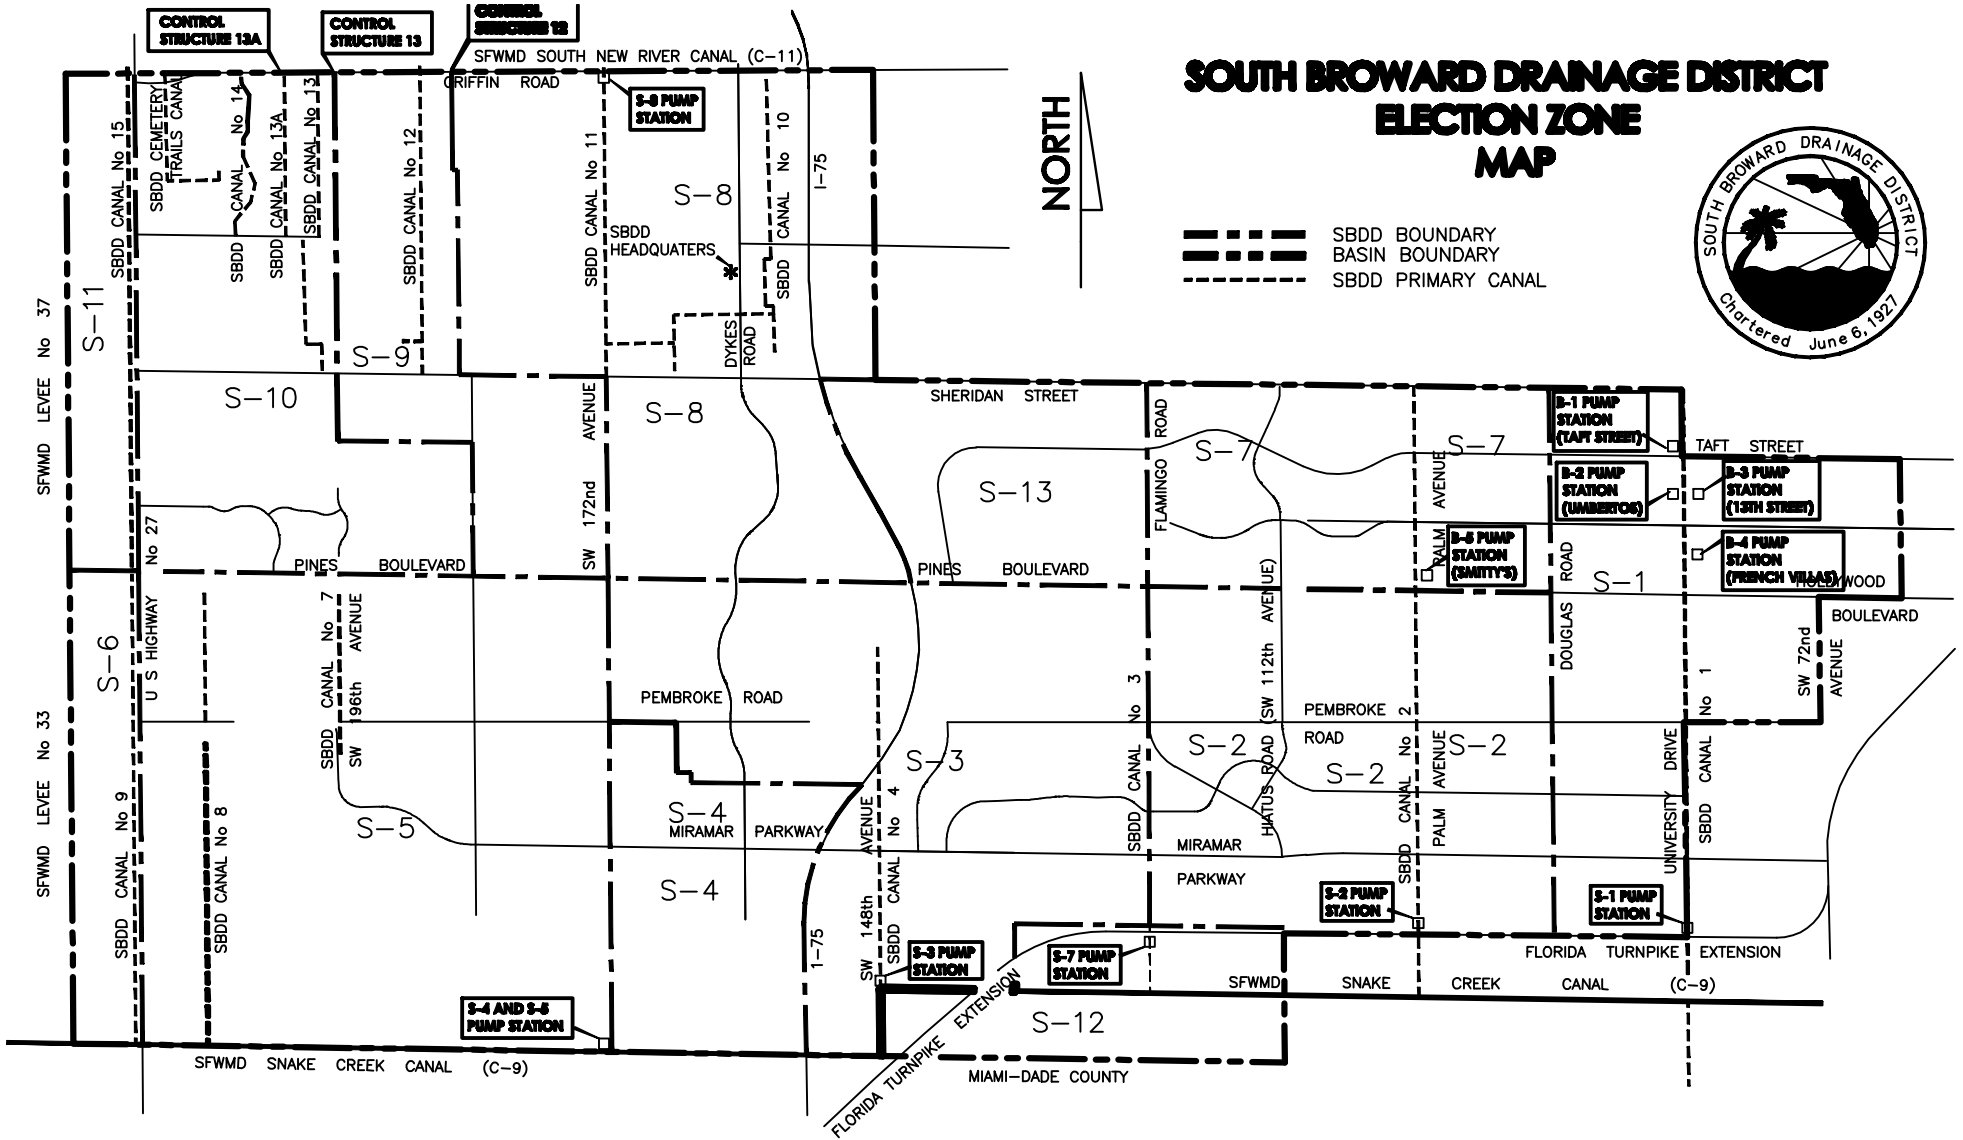 CONTROL
STRUCTURE 13A
CONTROL
STRUCTURE 13
CONTROL
STRUCTURE 12
SFWMD SOUTH NEW RIVER CANAL (C-11)
GRIFFIN ROAD
S-8 PUMP
STATION
SOUTH BROWARD DRAINAGE DISTRICT
ELECTION ZONE
MAP
NORTH
SBDD BOUNDARY
BASIN BOUNDARY
SBDD PRIMARY CANAL
SOUTH BROWARD DRAINAGE DISTRICT
Chartered June 6, 1927
SBDD CANAL No 15
SBDD CEMETERY
TRAILS CANAL
SBDD CANAL No 14
SBDD CANAL No 13A
SBDD CANAL No 13
SBDD CANAL No 12
SBDD CANAL No 11
SBDD CANAL No 10
I-75
S-8
SBDD
HEADQUATERS
DYKES
ROAD
S-11
SFWMD LEVEE No 37
S-9
S-10
S-8
SW 172nd AVENUE
SHERIDAN STREET
FLAMINGO ROAD
S-7
S-7
S-13
PALM AVENUE
B-1 PUMP
STATION
(TAFT STREET)
TAFT STREET
B-2 PUMP
STATION
(UMBERTOS)
B-3 PUMP
STATION
(13TH STREET)
B-5 PUMP
STATION
(SMITTY'S)
B-4 PUMP
STATION
(FRENCH VILLAS)
HOLLYWOOD
BOULEVARD
S-1
DOUGLAS ROAD
PINES BOULEVARD
PINES BOULEVARD
U S HIGHWAY No 27
S-6
SFWMD LEVEE No 33
SBDD CANAL No 7
SW 196th AVENUE
PEMBROKE ROAD
PEMBROKE
ROAD
SBDD CANAL No 3
HIATUS ROAD (SW 112th AVENUE)
SBDD CANAL No 2
PALM AVENUE
UNIVERSITY DRIVE
SBDD CANAL No 1
SW 72nd
AVENUE
S-3
S-2
S-2
S-2
S-4
S-5
MIRAMAR PARKWAY
MIRAMAR
PARKWAY
SBDD CANAL No 9
SBDD CANAL No 8
S-4
I-75
SW 148th AVENUE
SBDD CANAL No 4
S-3 PUMP
STATION
S-7 PUMP
STATION
S-2 PUMP
STATION
S-1 PUMP
STATION
FLORIDA TURNPIKE EXTENSION
SFWMD SNAKE CREEK CANAL (C-9)
S-4 AND S-5
PUMP STATION
S-12
SFWMD SNAKE CREEK CANAL (C-9)
FLORIDA TURNPIKE EXTENSION
MIAMI-DADE COUNTY